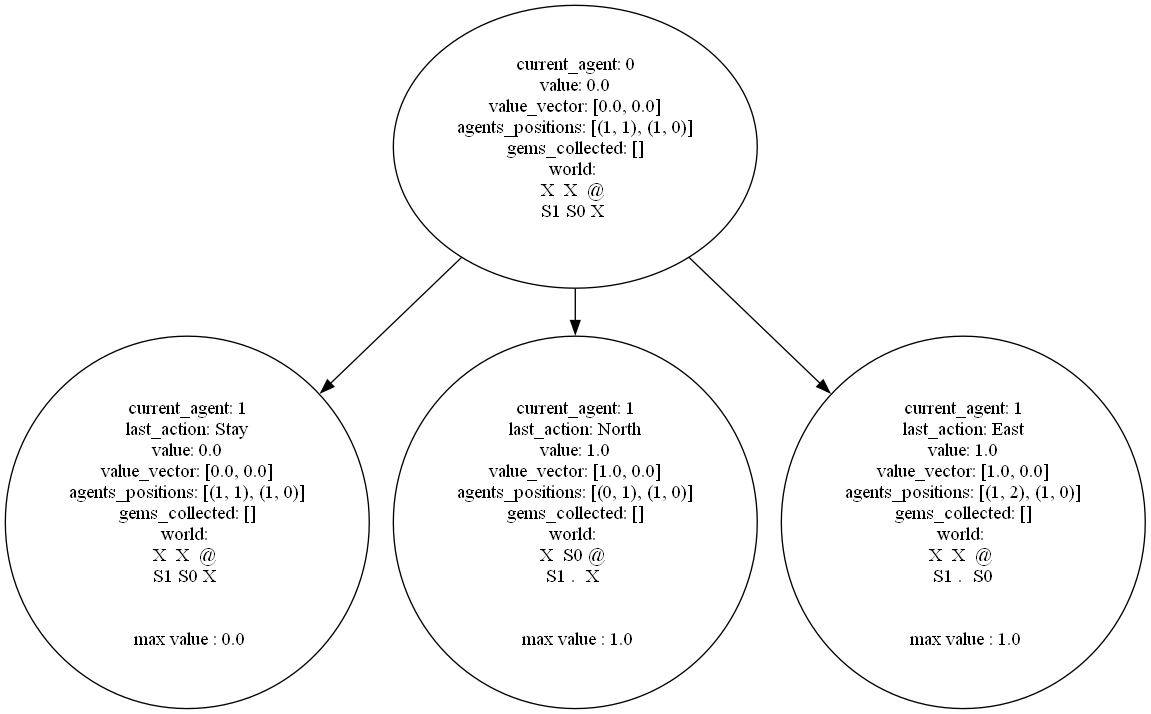 current_agent: 0
value: 0.0
value_vector: [0.0, 0.0]
agents_positions: [(1, 1), (1, 0)]
gems_collected: []
world:
X X @
S1 S0 X
current_agent: 1
last_action: Stay
value: 0.0
value_vector: [0.0, 0.0]
agents_positions: [(1, 1), (1, 0)]
gems_collected: []
world:
X X @
S1 S0 X
max value : 0.0
current_agent: 1
last_action: North
value: 1.0
value_vector: [1.0, 0.0]
agents_positions: [(0, 1), (1, 0)]
gems_collected: []
world:
X S0 @
S1 . X
max value : 1.0
current_agent: 1
last_action: East
value: 1.0
value_vector: [1.0, 0.0]
agents_positions: [(1, 2), (1, 0)]
gems_collected: []
world:
X X @
S1 . S0
max value : 1.0